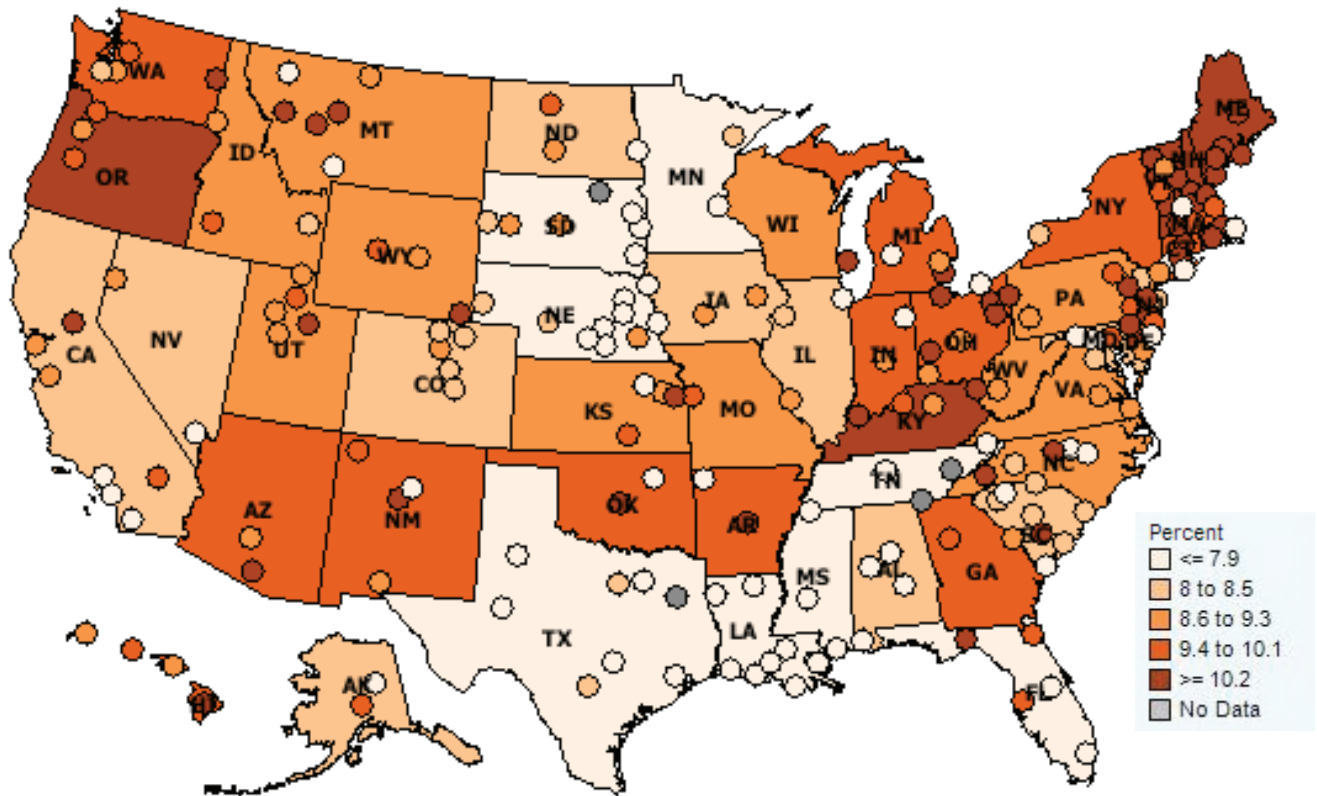 WA
ME
MT
ND
OR
ID
MN
NH
WI
NY
SD
MI
MA
WY
CT
IA
PA
NE
NJ
NV
OH
MD
DE
CA
UT
IL
IN
CO
WV
VA
KS
MO
KY
NC
TN
OK
AZ
NM
AR
SC
MS
AL
GA
LA
TX
AK
FL
HI
Percent
<= 7.9
8 to 8.5
8.6 to 9.3
9.4 to 10.1
>= 10.2
No Data